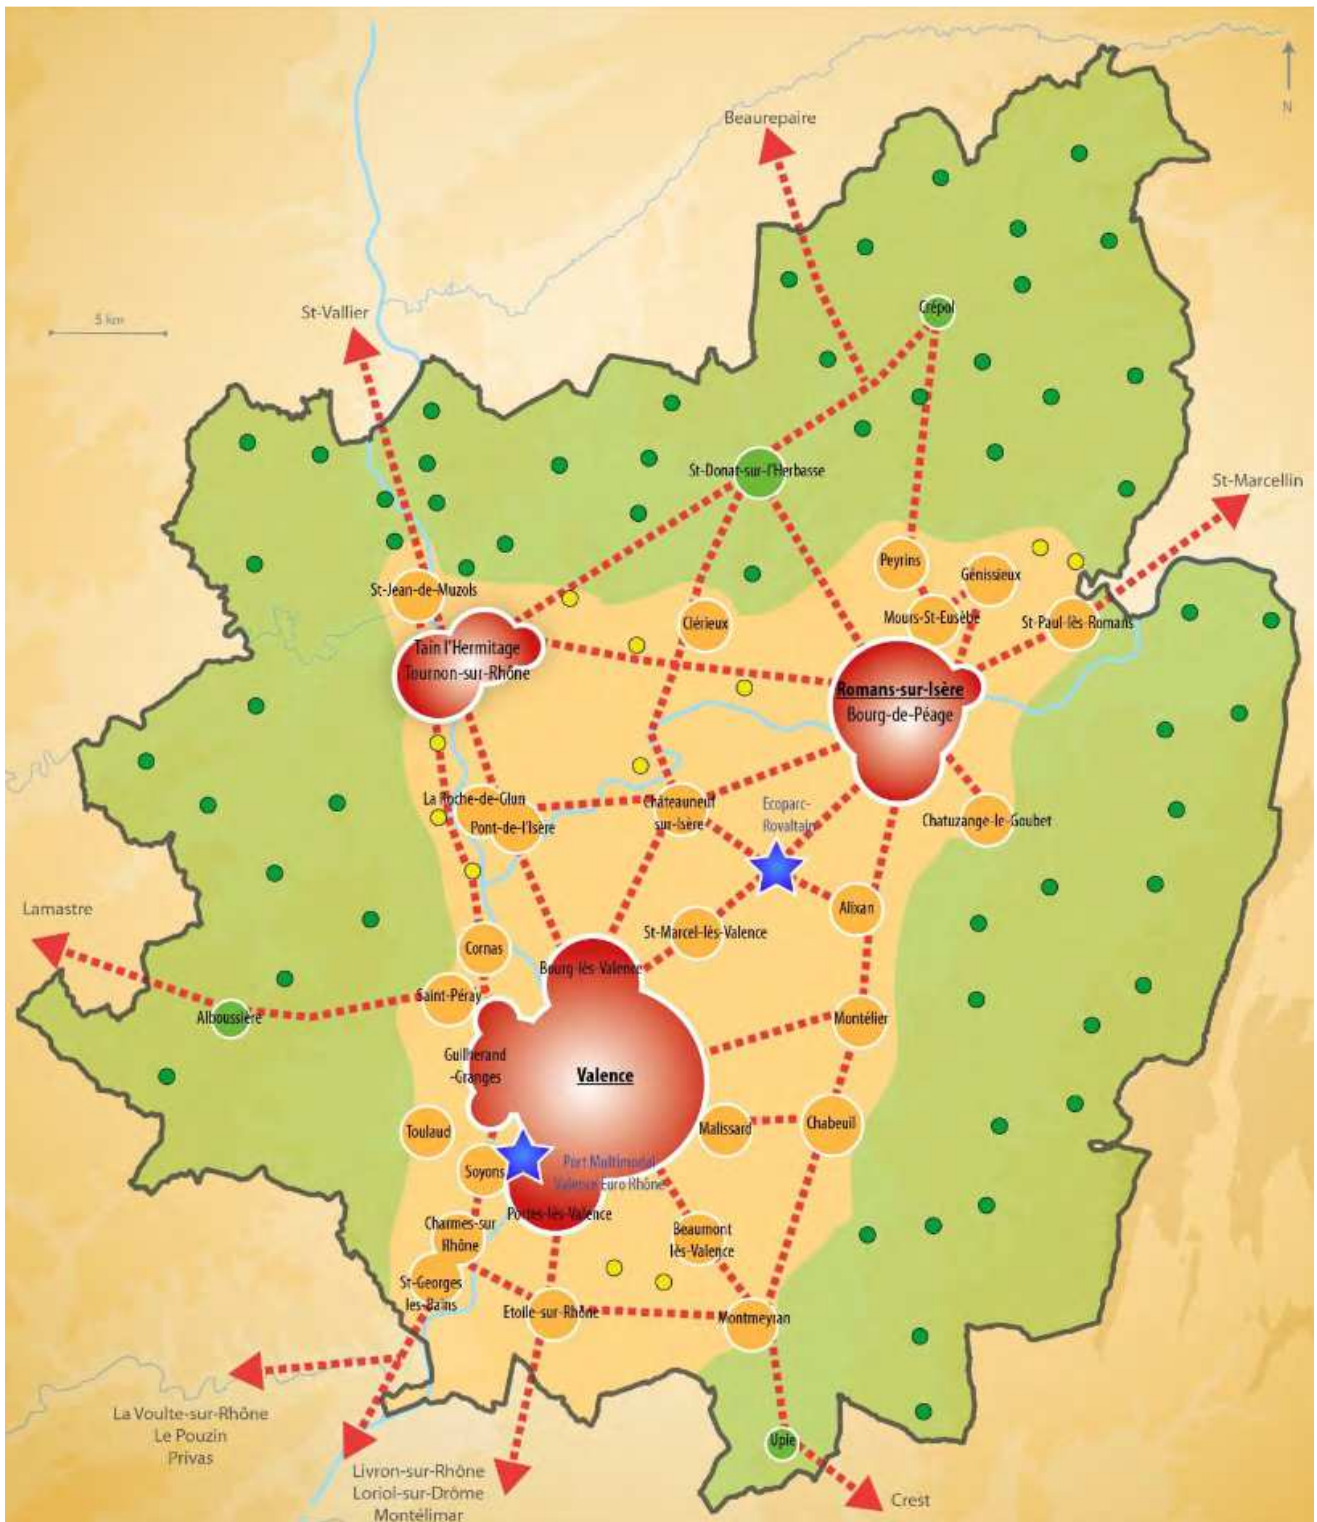 N
Beaurepaire
St-Vallier
5 km
Crépol
St-Donat-sur-l'Herbasse
St-Marcellin
Peyrins
Génissieux
St-Jean-de-Muzols
Clérieux
Mours-St-Eusèbe
St-Paul-lès-Romans
Tain l'Hermitage
Tournon-sur-Rhône
Romans-sur-Isère
Bourg-de-Péage
La Roche-de-Glun
Pont-de-l'Isère
Châteauneuf
sur-Isère
Ecoparc-
Rovaltain
Chatuzange-le-Goubet
Lamastre
Alixan
St-Marcel-lès-Valence
Cornas
Bourg-lès-Valence
Saint-Péray
Alboussière
Montélier
Guilherand
-Granges
Valence
Toulaud
Malissard
Chabeuil
Soyons
Port Multimodal
Valence Euro Rhône
Portes-lès-Valence
Charmes-sur
Rhône
Beaumont
lès-Valence
St-Georges
les-Bains
Etoile-sur-Rhône
Montmeyran
La Voulte-sur-Rhône
Le Pouzin
Privas
Upie
Livron-sur-Rhône
Loriol-sur-Drôme
Montélimar
Crest